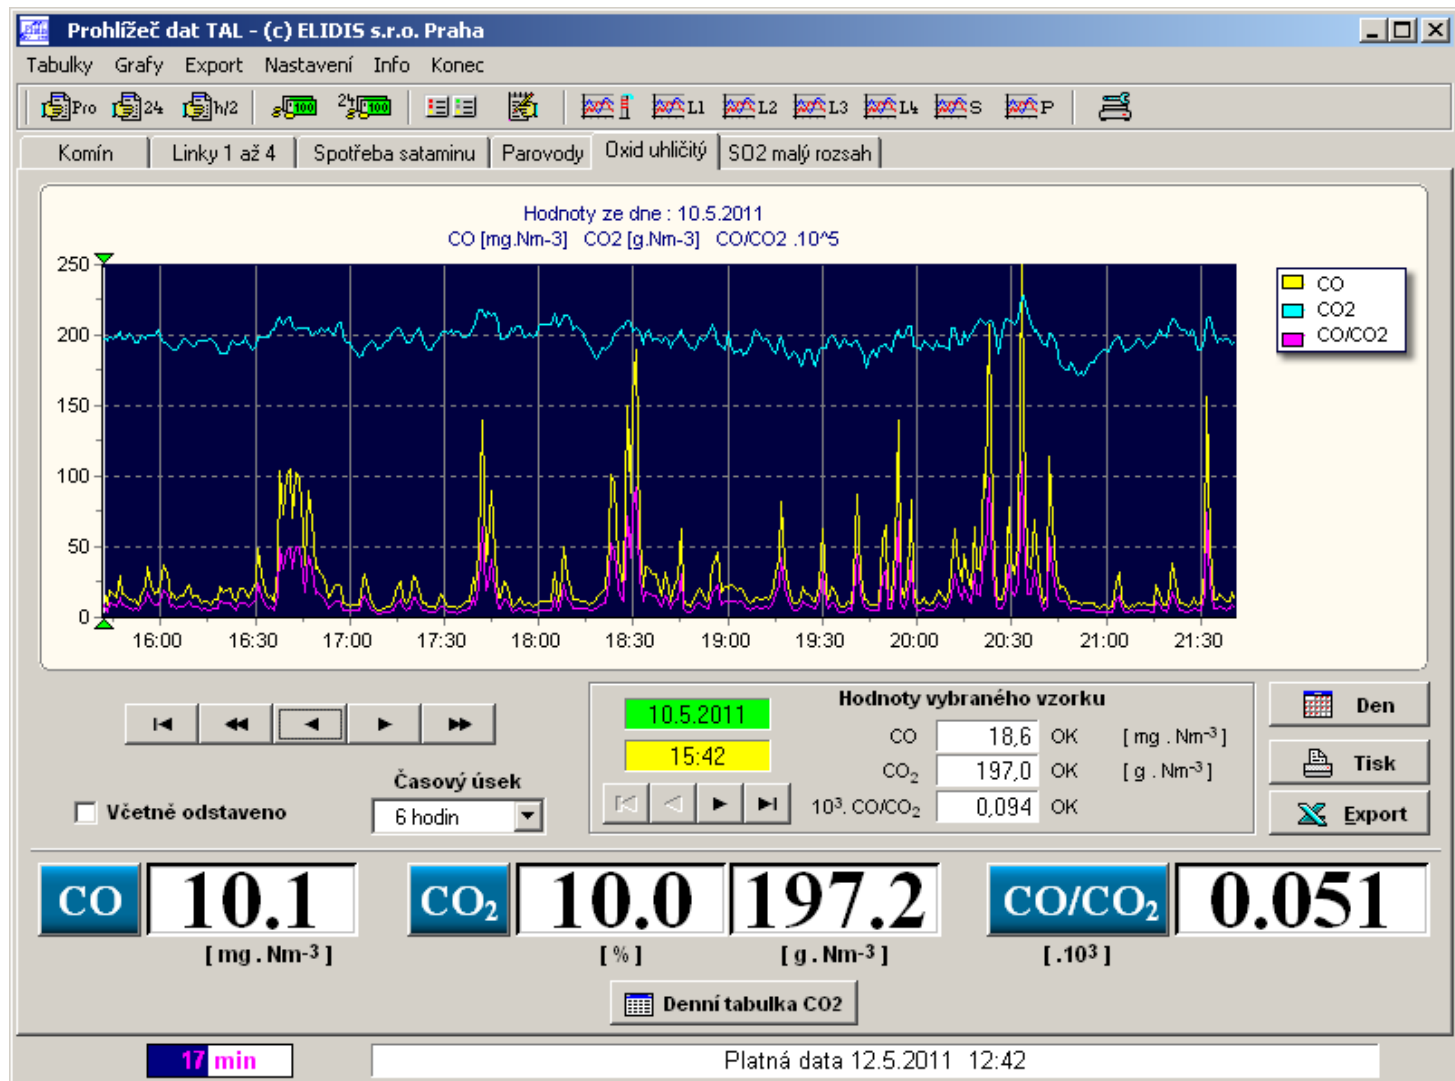 Prohlížeč dat TAL - (c) ELIDIS s.r.o. Praha
Tabulky Grafy Export Nastavení Info Konec
Pro 24 h/2 100 24 100 L1 L2 L3 L4 S P
Komín Linky 1 až 4 Spotřeba sataminu Parovody Oxid uhličitý SO2 malý rozsah
Hodnoty ze dne : 10.5.2011
CO [mg.Nm-3] CO2 [g.Nm-3] CO/CO2 .10^5
250
200
150
100
50
0
CO
CO2
CO/CO2
16:00 16:30 17:00 17:30 18:00 18:30 19:00 19:30 20:00 20:30 21:00 21:30
Včetně odstaveno
Časový úsek
6 hodin
10.5.2011
15:42
Hodnoty vybraného vzorku
CO 18,6 OK [ mg . Nm-3 ]
CO2 197,0 OK [ g . Nm-3 ]
10³. CO/CO2 0,094 OK
Den
Tisk
Export
CO 10.1 CO2 10.0 197.2 CO/CO2 0.051
[ mg . Nm-3 ] [ % ] [ g . Nm-3 ] [ .10³ ]
Denní tabulka CO2
17 min Platná data 12.5.2011 12:42